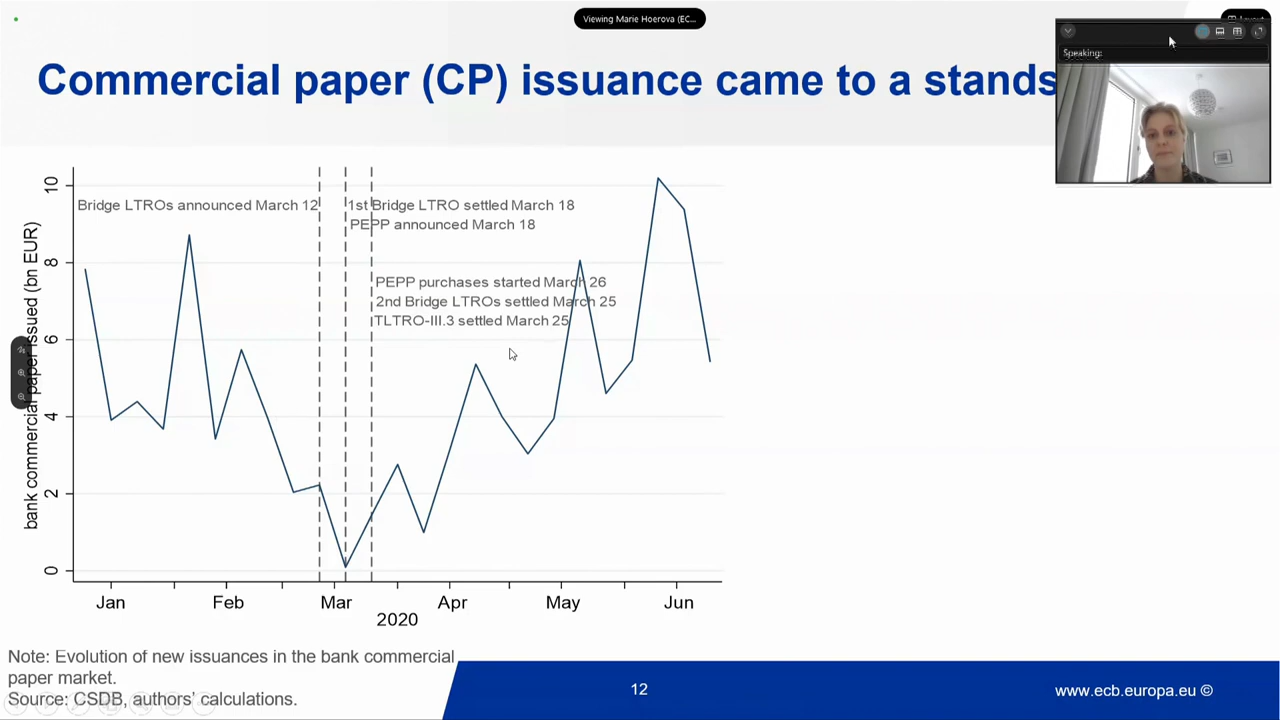 Viewing Marie Hoerova (EC...
Speaking:
Commercial paper (CP) issuance came to a stands
bank commercial paper issued (bn EUR)
10
8
6
4
2
0
Bridge LTROs announced March 12
1st Bridge LTRO settled March 18
PEPP announced March 18
PEPP purchases started March 26
2nd Bridge LTROs settled March 25
TLTRO-III.3 settled March 25
Jan Feb Mar Apr May Jun
2020
Note: Evolution of new issuances in the bank commercial
paper market.
Source: CSDB, authors’ calculations.
12
www.ecb.europa.eu ©